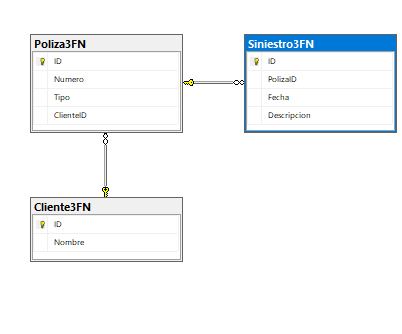 Poliza3FN
ID
Numero
Tipo
ClienteID
Siniestro3FN
ID
PolizaID
Fecha
Descripcion
Cliente3FN
ID
Nombre